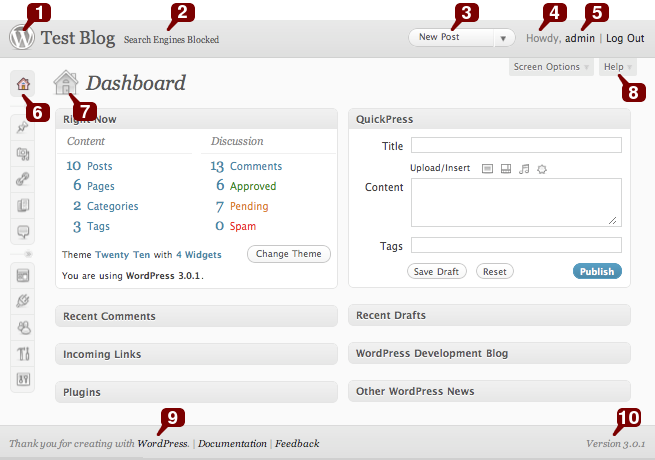 1
2
3
4
5
Test Blog Search Engines Blocked
New Post
Howdy, admin | Log Out
Screen Options
Help
6
7
8
Dashboard
Right Now
Content
Discussion
10 Posts
13 Comments
6 Pages
6 Approved
2 Categories
7 Pending
3 Tags
0 Spam
Theme Twenty Ten with 4 Widgets
Change Theme
You are using WordPress 3.0.1.
QuickPress
Title
Upload/Insert
Content
Tags
Save Draft
Reset
Publish
Recent Comments
Recent Drafts
Incoming Links
WordPress Development Blog
Plugins
Other WordPress News
9
10
Thank you for creating with WordPress. | Documentation | Feedback
Version 3.0.1